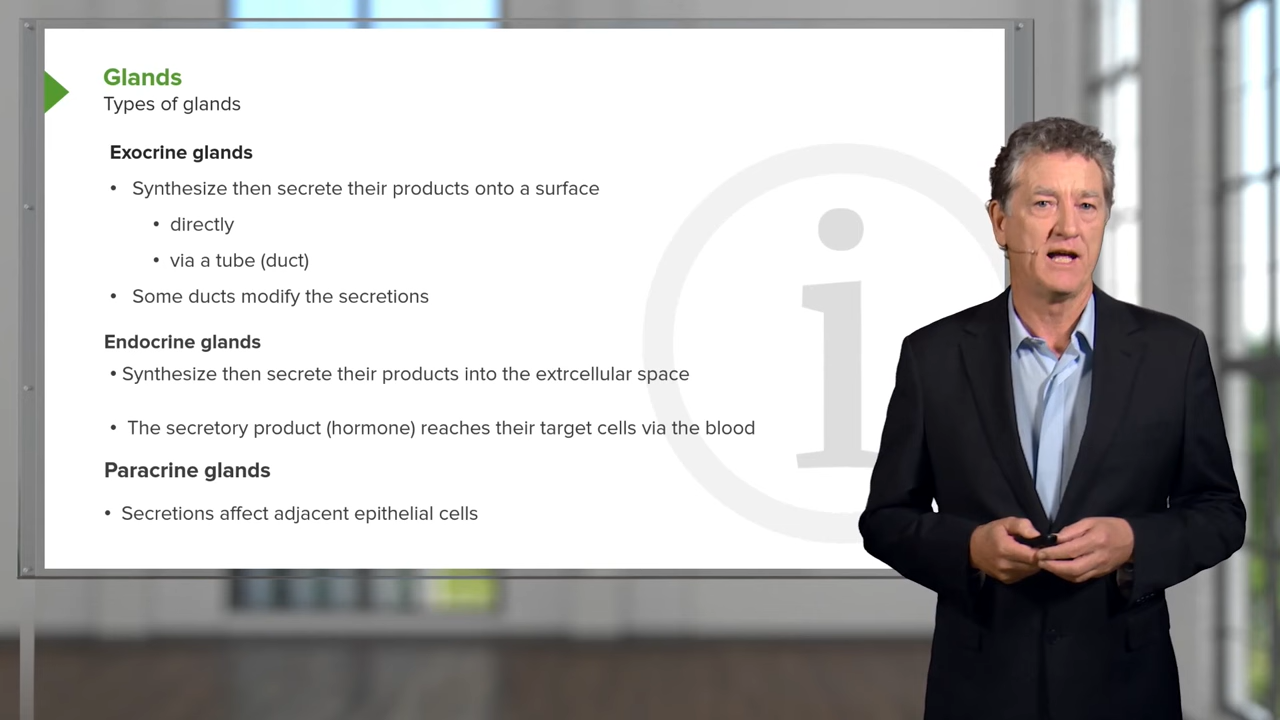 Glands
Types of glands
Exocrine glands
• Synthesize then secrete their products onto a surface
• directly
• via a tube (duct)
• Some ducts modify the secretions
Endocrine glands
• Synthesize then secrete their products into the extrcellular space
• The secretory product (hormone) reaches their target cells via the blood
Paracrine glands
• Secretions affect adjacent epithelial cells